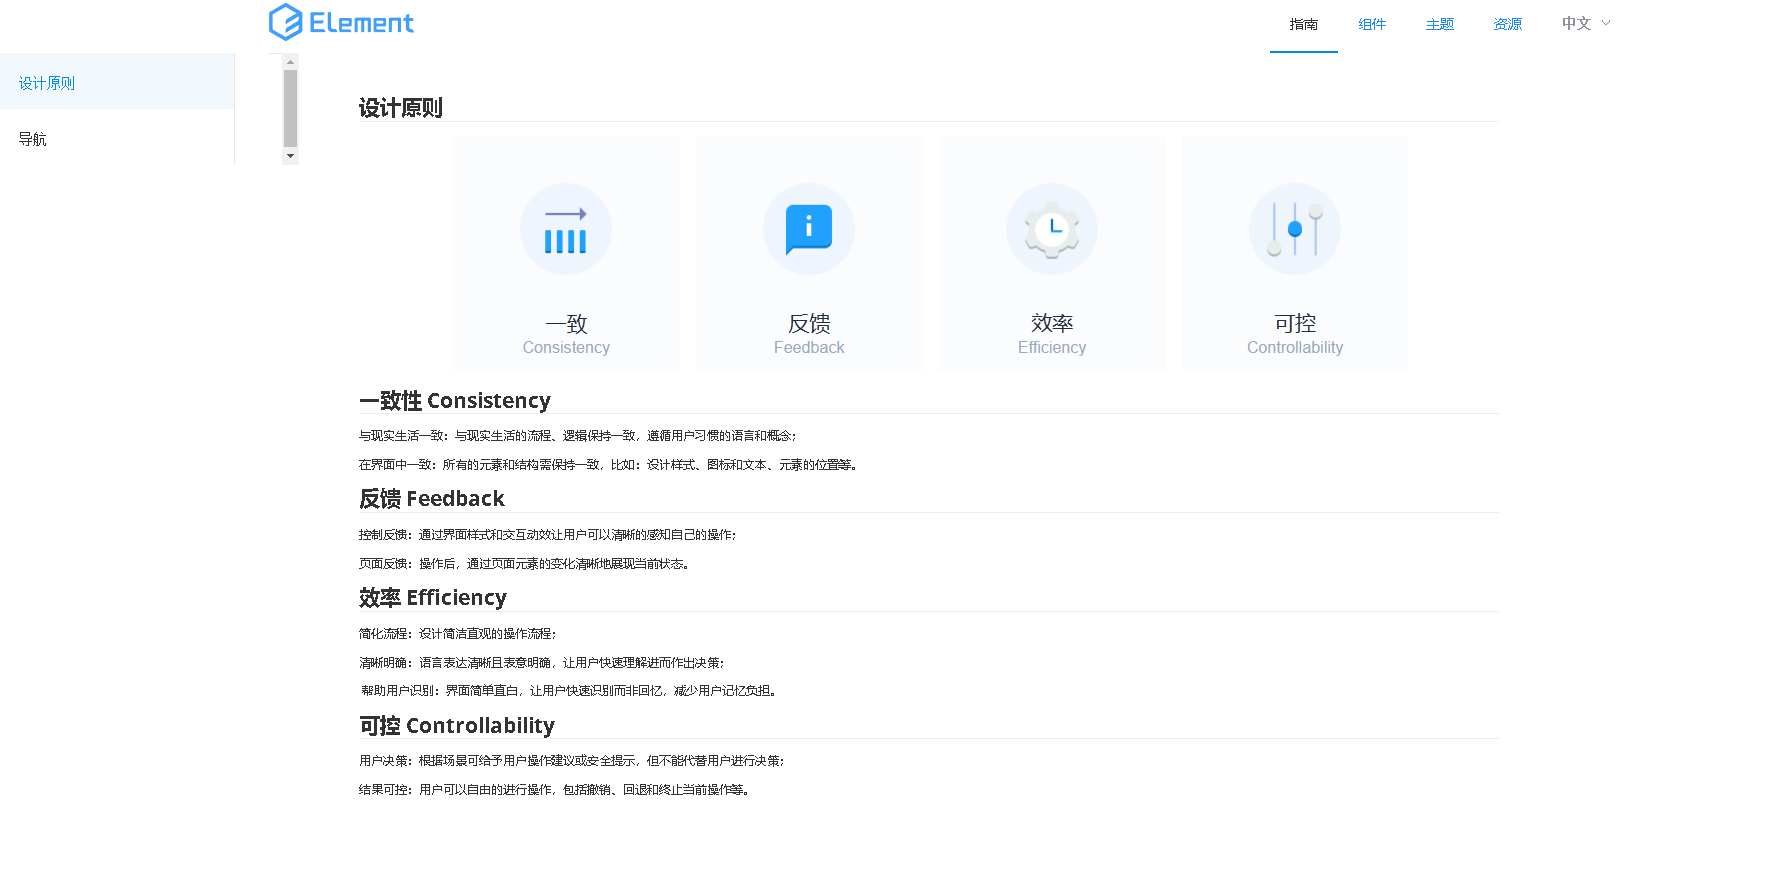 Element
指南 组件 主题 资源 中文
设计原则
导航
设计原则
一致 反馈 效率 可控
Consistency Feedback Efficiency Controllability
一致性 Consistency
与现实生活一致：与现实生活的流程、逻辑保持一致，遵循用户习惯的语言和概念；
在界面中一致：所有的元素和结构需保持一致，比如：设计样式、图标和文本、元素的位置等。
反馈 Feedback
控制反馈：通过界面样式和交互动效让用户可以清晰的感知自己的操作；
页面反馈：操作后，通过页面元素的变化清晰地展现当前状态。
效率 Efficiency
简化流程：设计简洁直观的操作流程；
清晰明确：语言表达清晰且表意明确，让用户快速理解进而作出决策；
帮助用户识别：界面简单直白，让用户快速识别而非回忆，减少用户记忆负担。
可控 Controllability
用户决策：根据场景可给予用户操作建议或安全提示，但不能代替用户进行决策；
结果可控：用户可以自由的进行操作，包括撤销、回退和终止当前操作等。